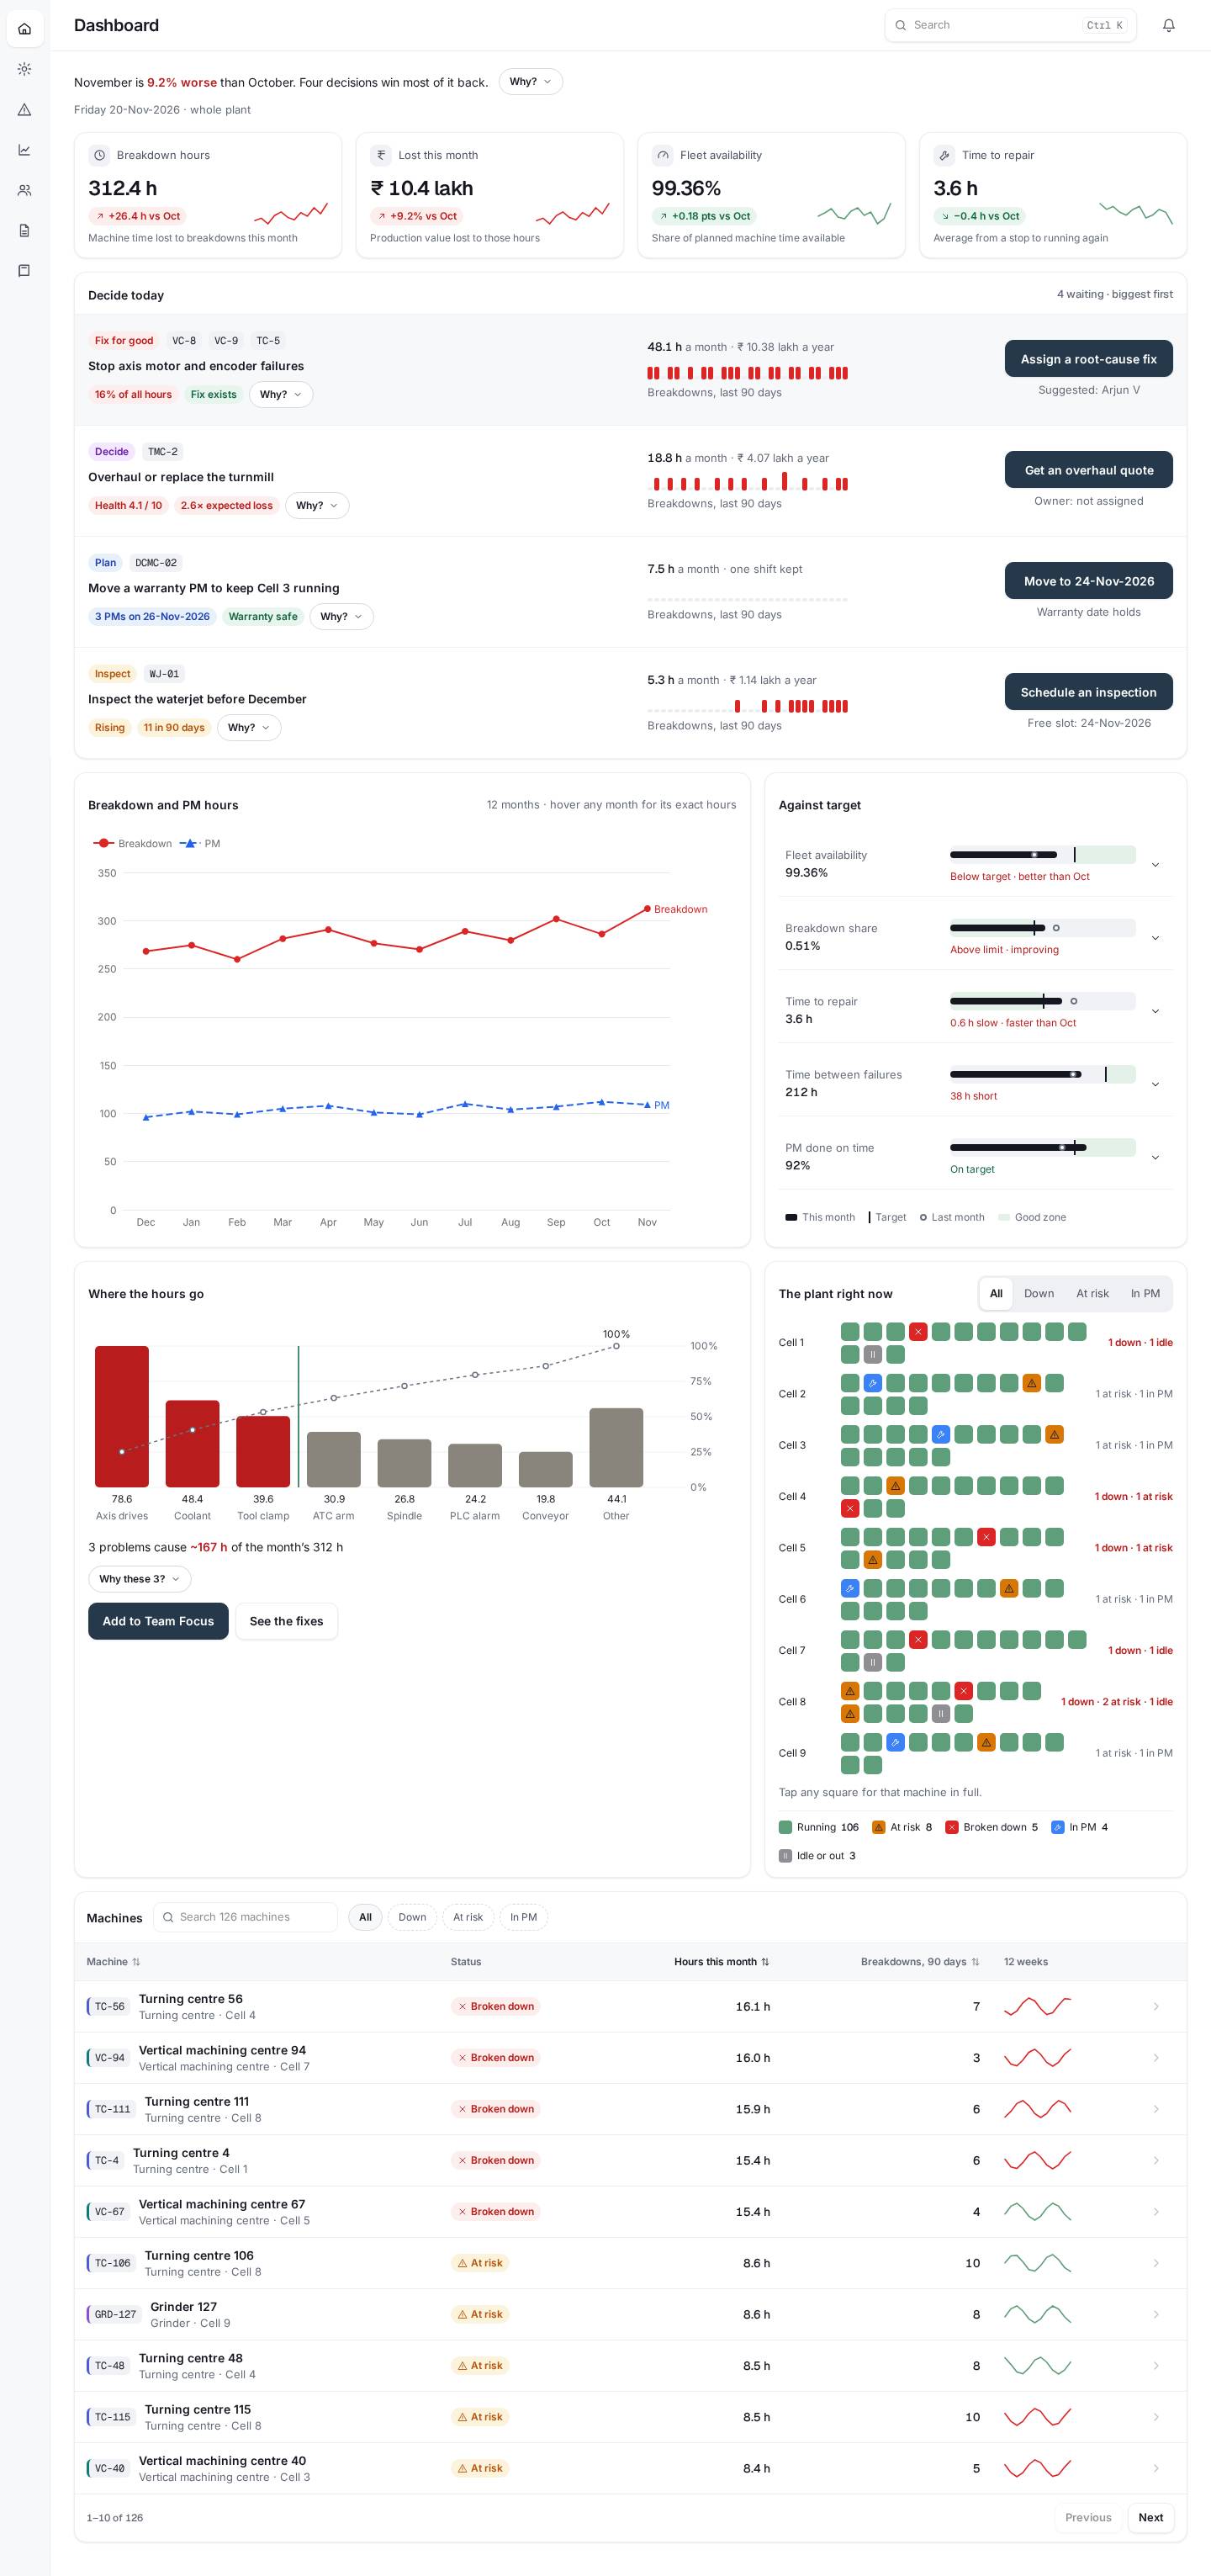 Dashboard
Search
Ctrl K
November is 9.2% worse than October. Four decisions win most of it back.
Why?
Friday 20-Nov-2026 · whole plant
Breakdown hours
312.4 h
+26.4 h vs Oct
Machine time lost to breakdowns this month
Lost this month
₹ 10.4 lakh
+9.2% vs Oct
Production value lost to those hours
Fleet availability
99.36%
+0.18 pts vs Oct
Share of planned machine time available
Time to repair
3.6 h
−0.4 h vs Oct
Average from a stop to running again
Decide today
4 waiting · biggest first
Fix for good VC-8 VC-9 TC-5
Stop axis motor and encoder failures
16% of all hours Fix exists Why?
48.1 h a month · ₹ 10.38 lakh a year
Breakdowns, last 90 days
Assign a root-cause fix
Suggested: Arjun V
Decide TMC-2
Overhaul or replace the turnmill
Health 4.1 / 10 2.6× expected loss Why?
18.8 h a month · ₹ 4.07 lakh a year
Breakdowns, last 90 days
Get an overhaul quote
Owner: not assigned
Plan DCMC-02
Move a warranty PM to keep Cell 3 running
3 PMs on 26-Nov-2026 Warranty safe Why?
7.5 h a month · one shift kept
Breakdowns, last 90 days
Move to 24-Nov-2026
Warranty date holds
Inspect WJ-01
Inspect the waterjet before December
Rising 11 in 90 days Why?
5.3 h a month · ₹ 1.14 lakh a year
Breakdowns, last 90 days
Schedule an inspection
Free slot: 24-Nov-2026
Breakdown and PM hours
12 months · hover any month for its exact hours
Breakdown PM
350
300
250
200
150
100
50
0
Breakdown
PM
Dec Jan Feb Mar Apr May Jun Jul Aug Sep Oct Nov
Against target
Fleet availability
99.36%
Below target · better than Oct
Breakdown share
0.51%
Above limit · improving
Time to repair
3.6 h
0.6 h slow · faster than Oct
Time between failures
212 h
38 h short
PM done on time
92%
On target
This month Target Last month Good zone
Where the hours go
100%
100%
75%
50%
25%
0%
78.6 48.4 39.6 30.9 26.8 24.2 19.8 44.1
Axis drives Coolant Tool clamp ATC arm Spindle PLC alarm Conveyor Other
3 problems cause ~167 h of the month's 312 h
Why these 3?
Add to Team Focus
See the fixes
The plant right now
All Down At risk In PM
Cell 1 1 down · 1 idle
Cell 2 1 at risk · 1 in PM
Cell 3 1 at risk · 1 in PM
Cell 4 1 down · 1 at risk
Cell 5 1 down · 1 at risk
Cell 6 1 at risk · 1 in PM
Cell 7 1 down · 1 idle
Cell 8 1 down · 2 at risk · 1 idle
Cell 9 1 at risk · 1 in PM
Tap any square for that machine in full.
Running 106 At risk 8 Broken down 5 In PM 4
Idle or out 3
Machines
Search 126 machines
All Down At risk In PM
Machine Status Hours this month Breakdowns, 90 days 12 weeks
TC-56 Turning centre 56 Broken down 16.1 h 7
Turning centre · Cell 4
VC-94 Vertical machining centre 94 Broken down 16.0 h 3
Vertical machining centre · Cell 7
TC-111 Turning centre 111 Broken down 15.9 h 6
Turning centre · Cell 8
TC-4 Turning centre 4 Broken down 15.4 h 6
Turning centre · Cell 1
VC-67 Vertical machining centre 67 Broken down 15.4 h 4
Vertical machining centre · Cell 5
TC-106 Turning centre 106 At risk 8.6 h 10
Turning centre · Cell 8
GRD-127 Grinder 127 At risk 8.6 h 8
Grinder · Cell 9
TC-48 Turning centre 48 At risk 8.5 h 8
Turning centre · Cell 4
TC-115 Turning centre 115 At risk 8.5 h 10
Turning centre · Cell 8
VC-40 Vertical machining centre 40 At risk 8.4 h 5
Vertical machining centre · Cell 3
1–10 of 126
Previous
Next